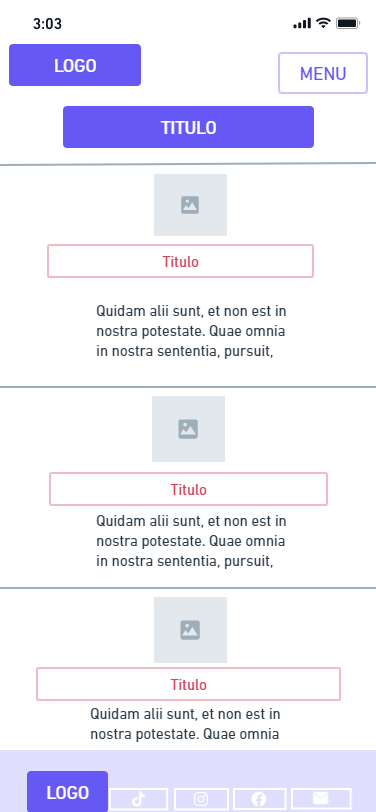 3:03
LOGO
MENU
TITULO
Titulo
Quidam alii sunt, et non est in
nostra potestate. Quae omnia
in nostra sententia, pursuit,
Titulo
Quidam alii sunt, et non est in
nostra potestate. Quae omnia
in nostra sententia, pursuit,
Titulo
Quidam alii sunt, et non est in
nostra potestate. Quae omnia
LOGO